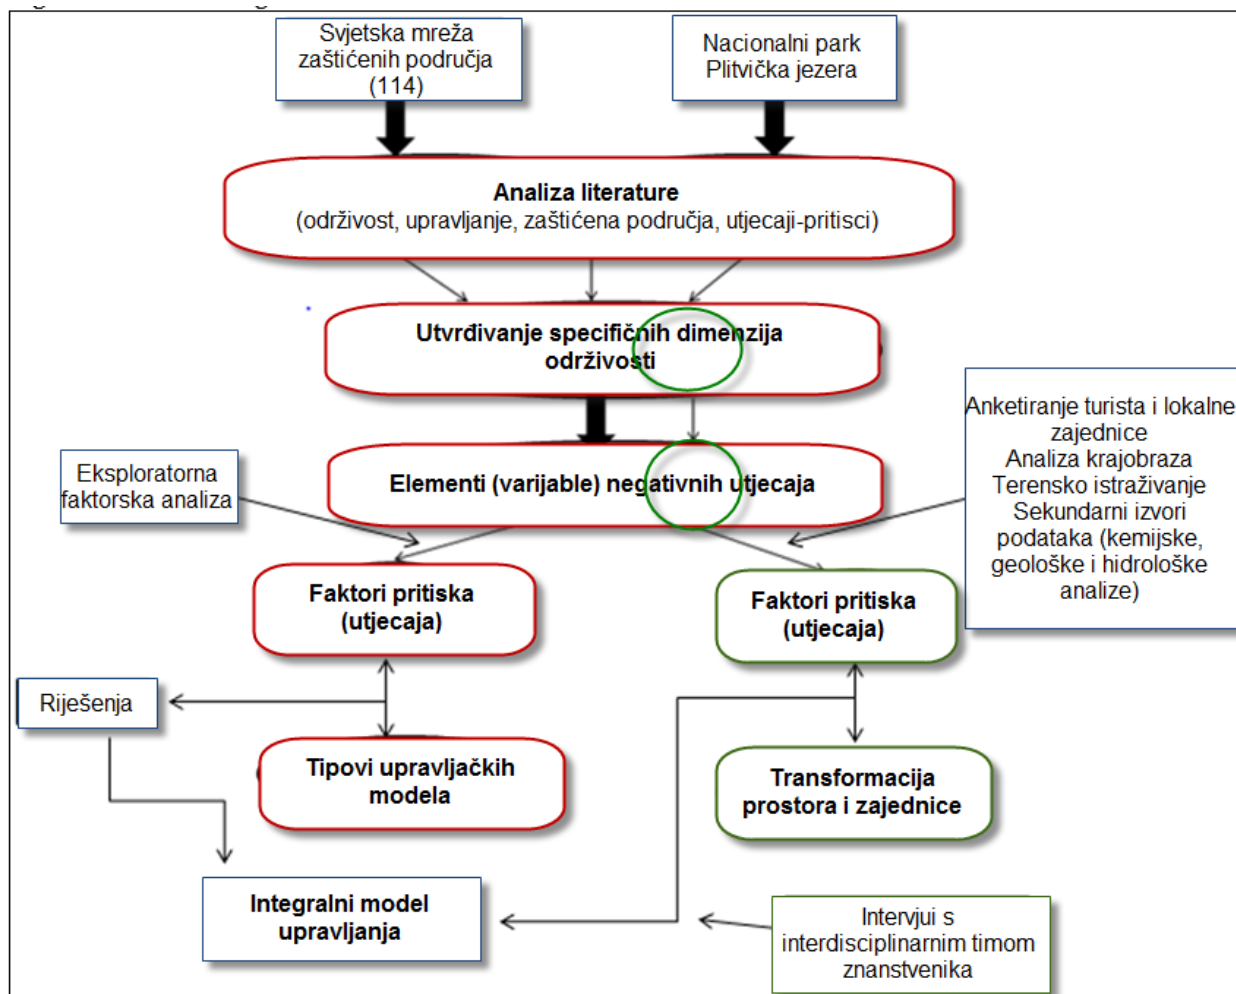 Svjetska mreža
zaštićenih područja
(114)
Nacionalni park
Plitvička jezera
Analiza literature
(održivost, upravljanje, zaštićena područja, utjecaji-pritisci)
Utvrđivanje specifičnih dimenzija
održivosti
Anketiranje turista i lokalne
zajednice
Analiza krajobraza
Terensko istraživanje
Sekundarni izvori
podataka (kemijske,
geološke i hidrološke
analize)
Eksploratorna
faktorska analiza
Elementi (varijable) negativnih utjecaja
Faktori pritiska
(utjecaja)
Faktori pritiska
(utjecaja)
Riješenja
Tipovi upravljačkih
modela
Transformacija
prostora i zajednice
Integralni model
upravljanja
Intervjui s
interdisciplinarnim timom
znanstvenika